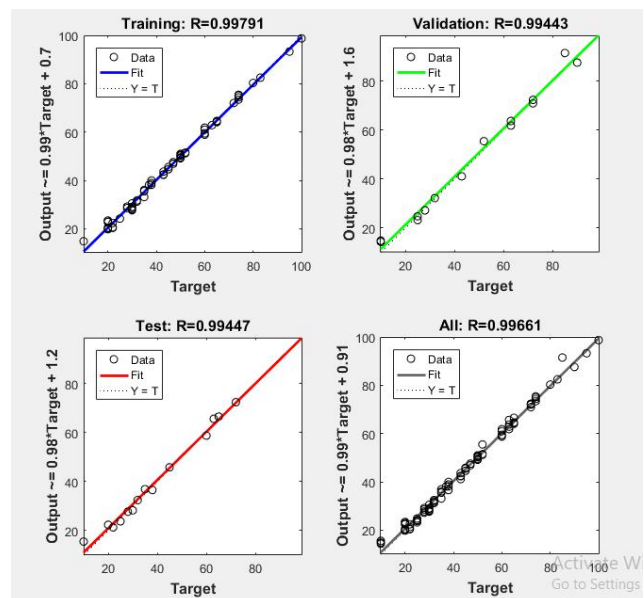 Training: R=0.99791
Data
Fit
Y = T
Output ~= 0.99*Target + 0.7
100
80
60
40
20
20 40 60 80 100
Target
Validation: R=0.99443
Data
Fit
Y = T
Output ~= 0.98*Target + 1.6
80
60
40
20
20 40 60 80
Target
Test: R=0.99447
Data
Fit
Y = T
Output ~= 0.98*Target + 1.2
80
60
40
20
20 40 60 80
Target
All: R=0.99661
Data
Fit
Y = T
Output ~= 0.99*Target + 0.91
100
80
60
40
20
20 40 60 80 100
Target
Activate Wi
Go to Settings